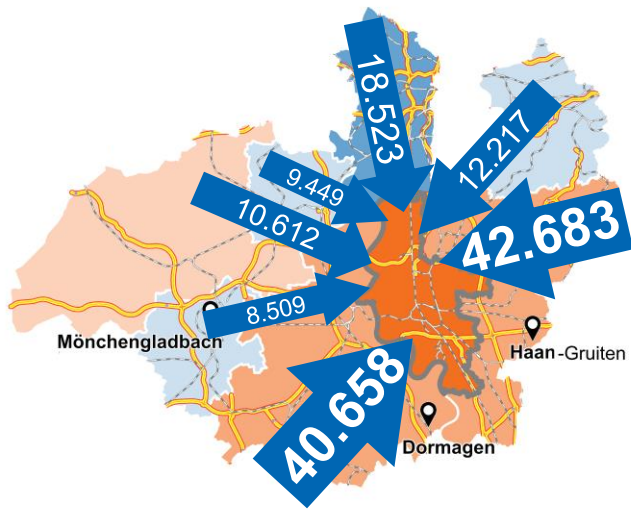 18.523
12.217
9.449
10.612
42.683
8.509
Mönchengladbach
Haan-Gruiten
40.658
Dormagen